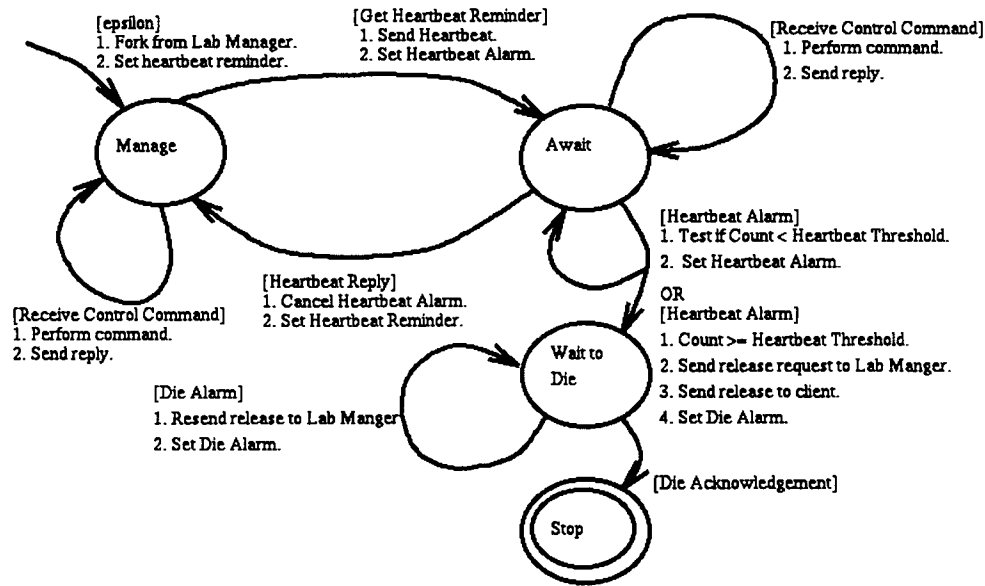 [epsilon]
1. Fork from Lab Manager.
2. Set heartbeat reminder.
[Get Heartbeat Reminder]
1. Send Heartbeat.
2. Set Heartbeat Alarm.
[Receive Control Command]
1. Perform command.
2. Send reply.
Manage
Await
[Heartbeat Alarm]
1. Test if Count < Heartbeat Threshold.
2. Set Heartbeat Alarm.
OR
[Heartbeat Alarm]
1. Count >= Heartbeat Threshold.
2. Send release request to Lab Manger.
3. Send release to client.
4. Set Die Alarm.
[Heartbeat Reply]
1. Cancel Heartbeat Alarm.
2. Set Heartbeat Reminder.
[Receive Control Command]
1. Perform command.
2. Send reply.
Wait to
Die
[Die Alarm]
1. Resend release to Lab Manger
2. Set Die Alarm.
[Die Acknowledgement]
Stop